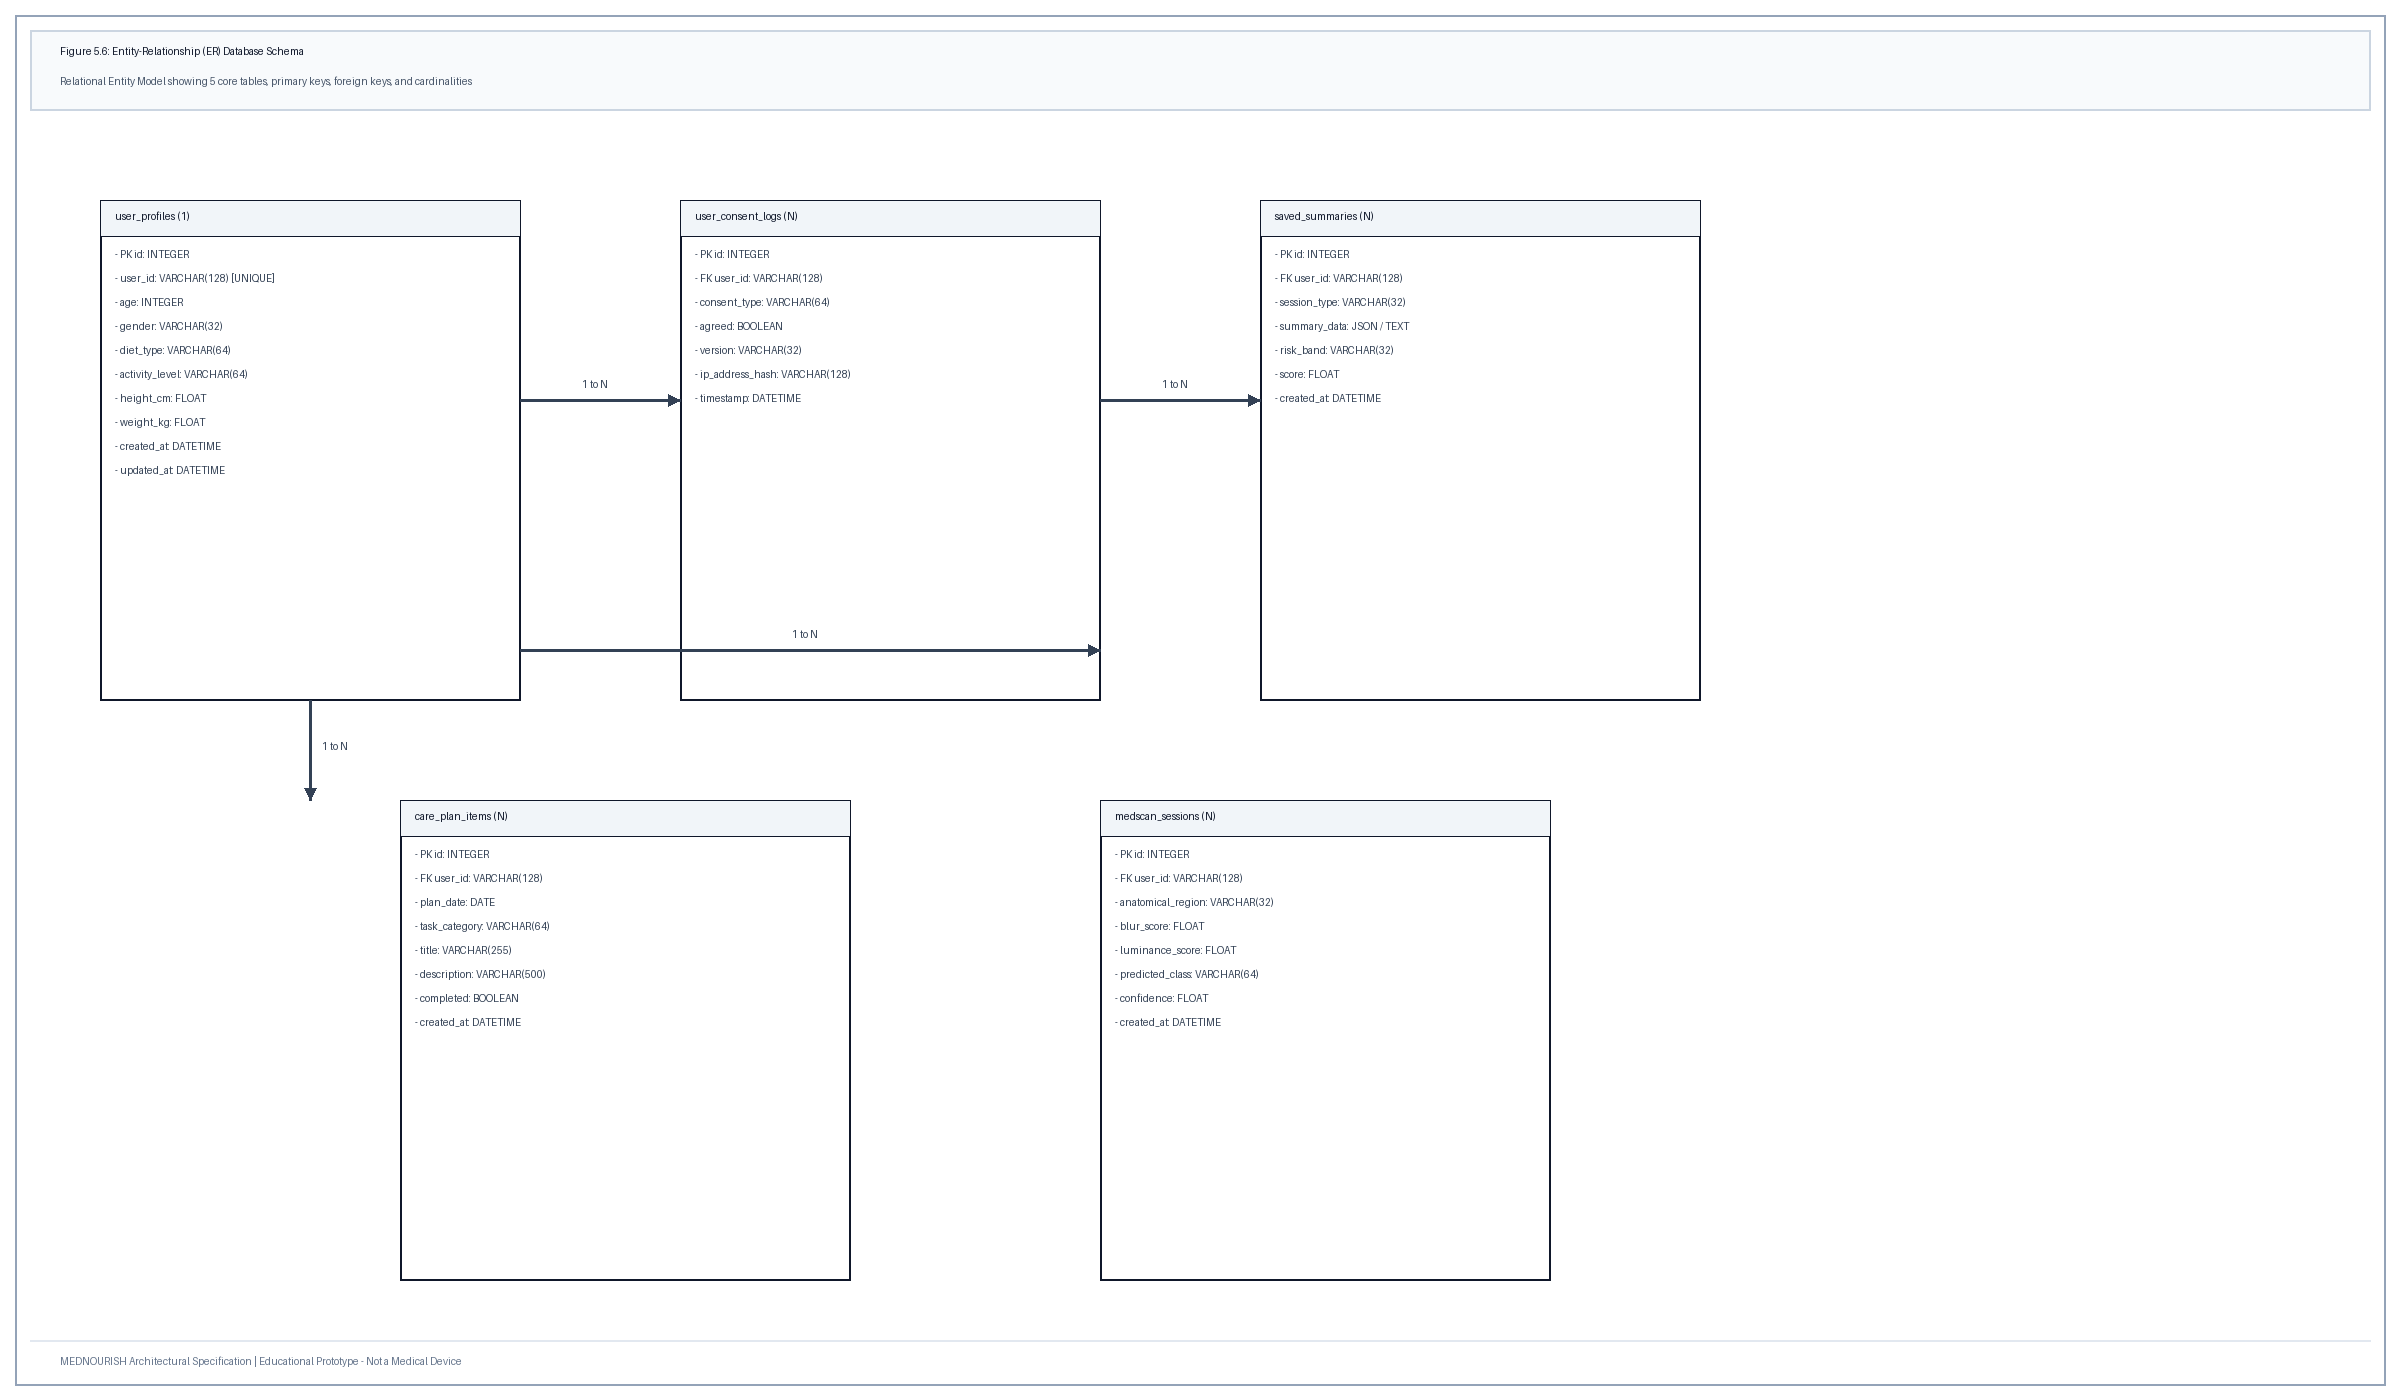 Figure 5.6: Entity-Relationship (ER) Database Schema
Relational Entity Model showing 5 core tables, primary keys, foreign keys, and cardinalities
user_profiles (1)
- PK id: INTEGER
- user_id: VARCHAR(128) [UNIQUE]
- age: INTEGER
- gender: VARCHAR(32)
- diet_type: VARCHAR(64)
- activity_level: VARCHAR(64)
- height_cm: FLOAT
- weight_kg: FLOAT
- created_at: DATETIME
- updated_at: DATETIME
1 to N
user_consent_logs (N)
- PK id: INTEGER
- FK user_id: VARCHAR(128)
- consent_type: VARCHAR(64)
- agreed: BOOLEAN
- version: VARCHAR(32)
- ip_address_hash: VARCHAR(128)
- timestamp: DATETIME
1 to N
saved_summaries (N)
- PK id: INTEGER
- FK user_id: VARCHAR(128)
- session_type: VARCHAR(32)
- summary_data: JSON / TEXT
- risk_band: VARCHAR(32)
- score: FLOAT
- created_at: DATETIME
1 to N
1 to N
care_plan_items (N)
- PK id: INTEGER
- FK user_id: VARCHAR(128)
- plan_date: DATE
- task_category: VARCHAR(64)
- title: VARCHAR(255)
- description: VARCHAR(500)
- completed: BOOLEAN
- created_at: DATETIME
medscan_sessions (N)
- PK id: INTEGER
- FK user_id: VARCHAR(128)
- anatomical_region: VARCHAR(32)
- blur_score: FLOAT
- luminance_score: FLOAT
- predicted_class: VARCHAR(64)
- confidence: FLOAT
- created_at: DATETIME
MEDNOURISH Architectural Specification | Educational Prototype - Not a Medical Device